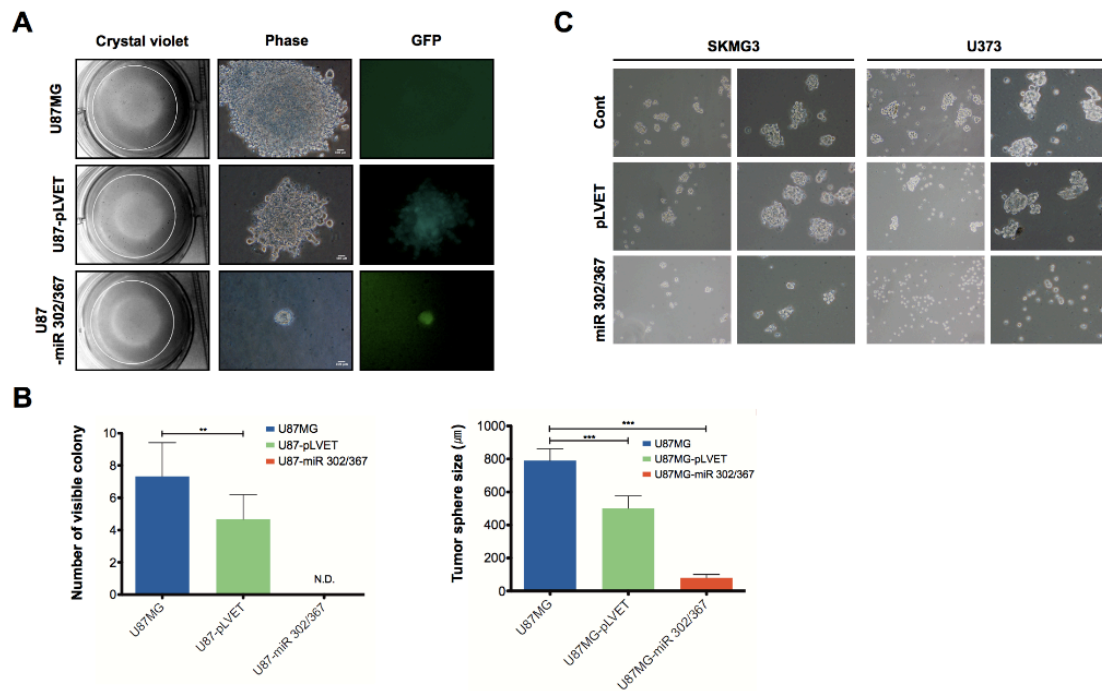 A
Crystal violet
Phase
GFP
U87MG
U87-pLVET
U87
-miR 302/367
C
SKMG3
U373
Cont
pLVET
miR 302/367
B
Number of visible colony
10
8
6
4
2
0
**
U87MG
U87-pLVET
U87-miR 302/367
N.D.
U87MG
U87-pLVET
U87-miR 302/367
Tumor sphere size (㎛)
1000
800
600
400
200
0
***
***
U87MG
U87MG-pLVET
U87MG-miR 302/367
U87MG
U87MG-pLVET
U87MG-miR 302/367